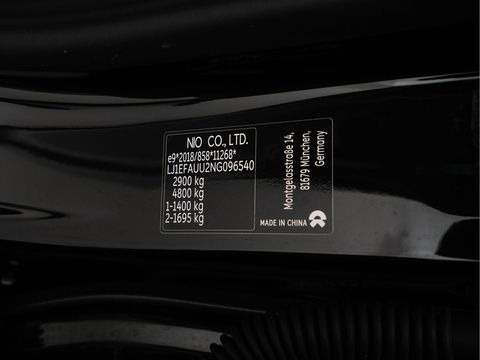 NIO CO., LTD.
e9*2018/858*11268*
LJ1EFAUU2NG096540
2900 kg
4800 kg
1-1400 kg
2-1695 kg
Montgelasstraße 14,
81679 München,
Germany
MADE IN CHINA